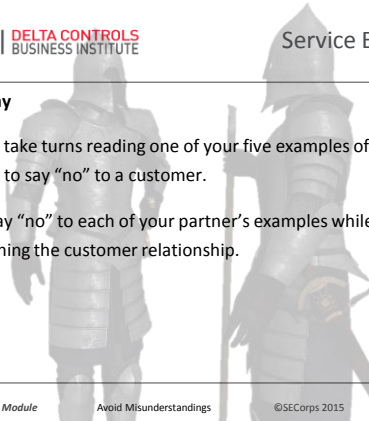 DELTA CONTROLS
BUSINESS INSTITUTE
Service E
y
take turns reading one of your five examples of
to say “no” to a customer.
ay “no” to each of your partner’s examples while
ning the customer relationship.
Module Avoid Misunderstandings ©SECorps 2015